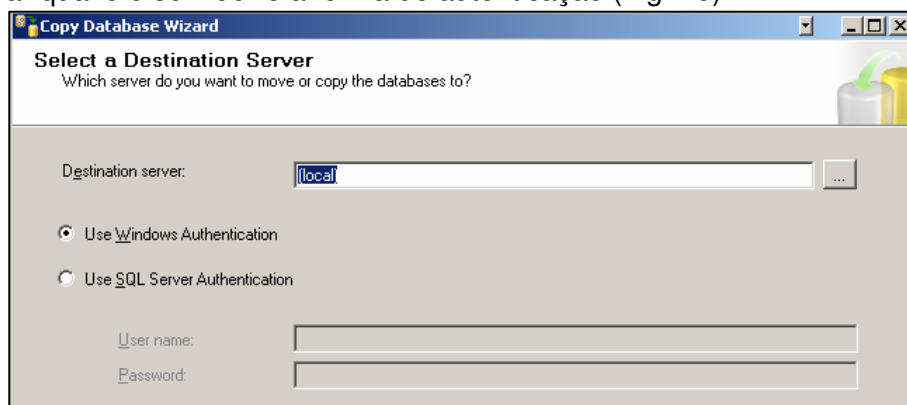 Copy Database Wizard
Select a Destination Server
Which server do you want to move or copy the databases to?
Destination server:
(local)
...
Use Windows Authentication
Use SQL Server Authentication
User name:
Password: